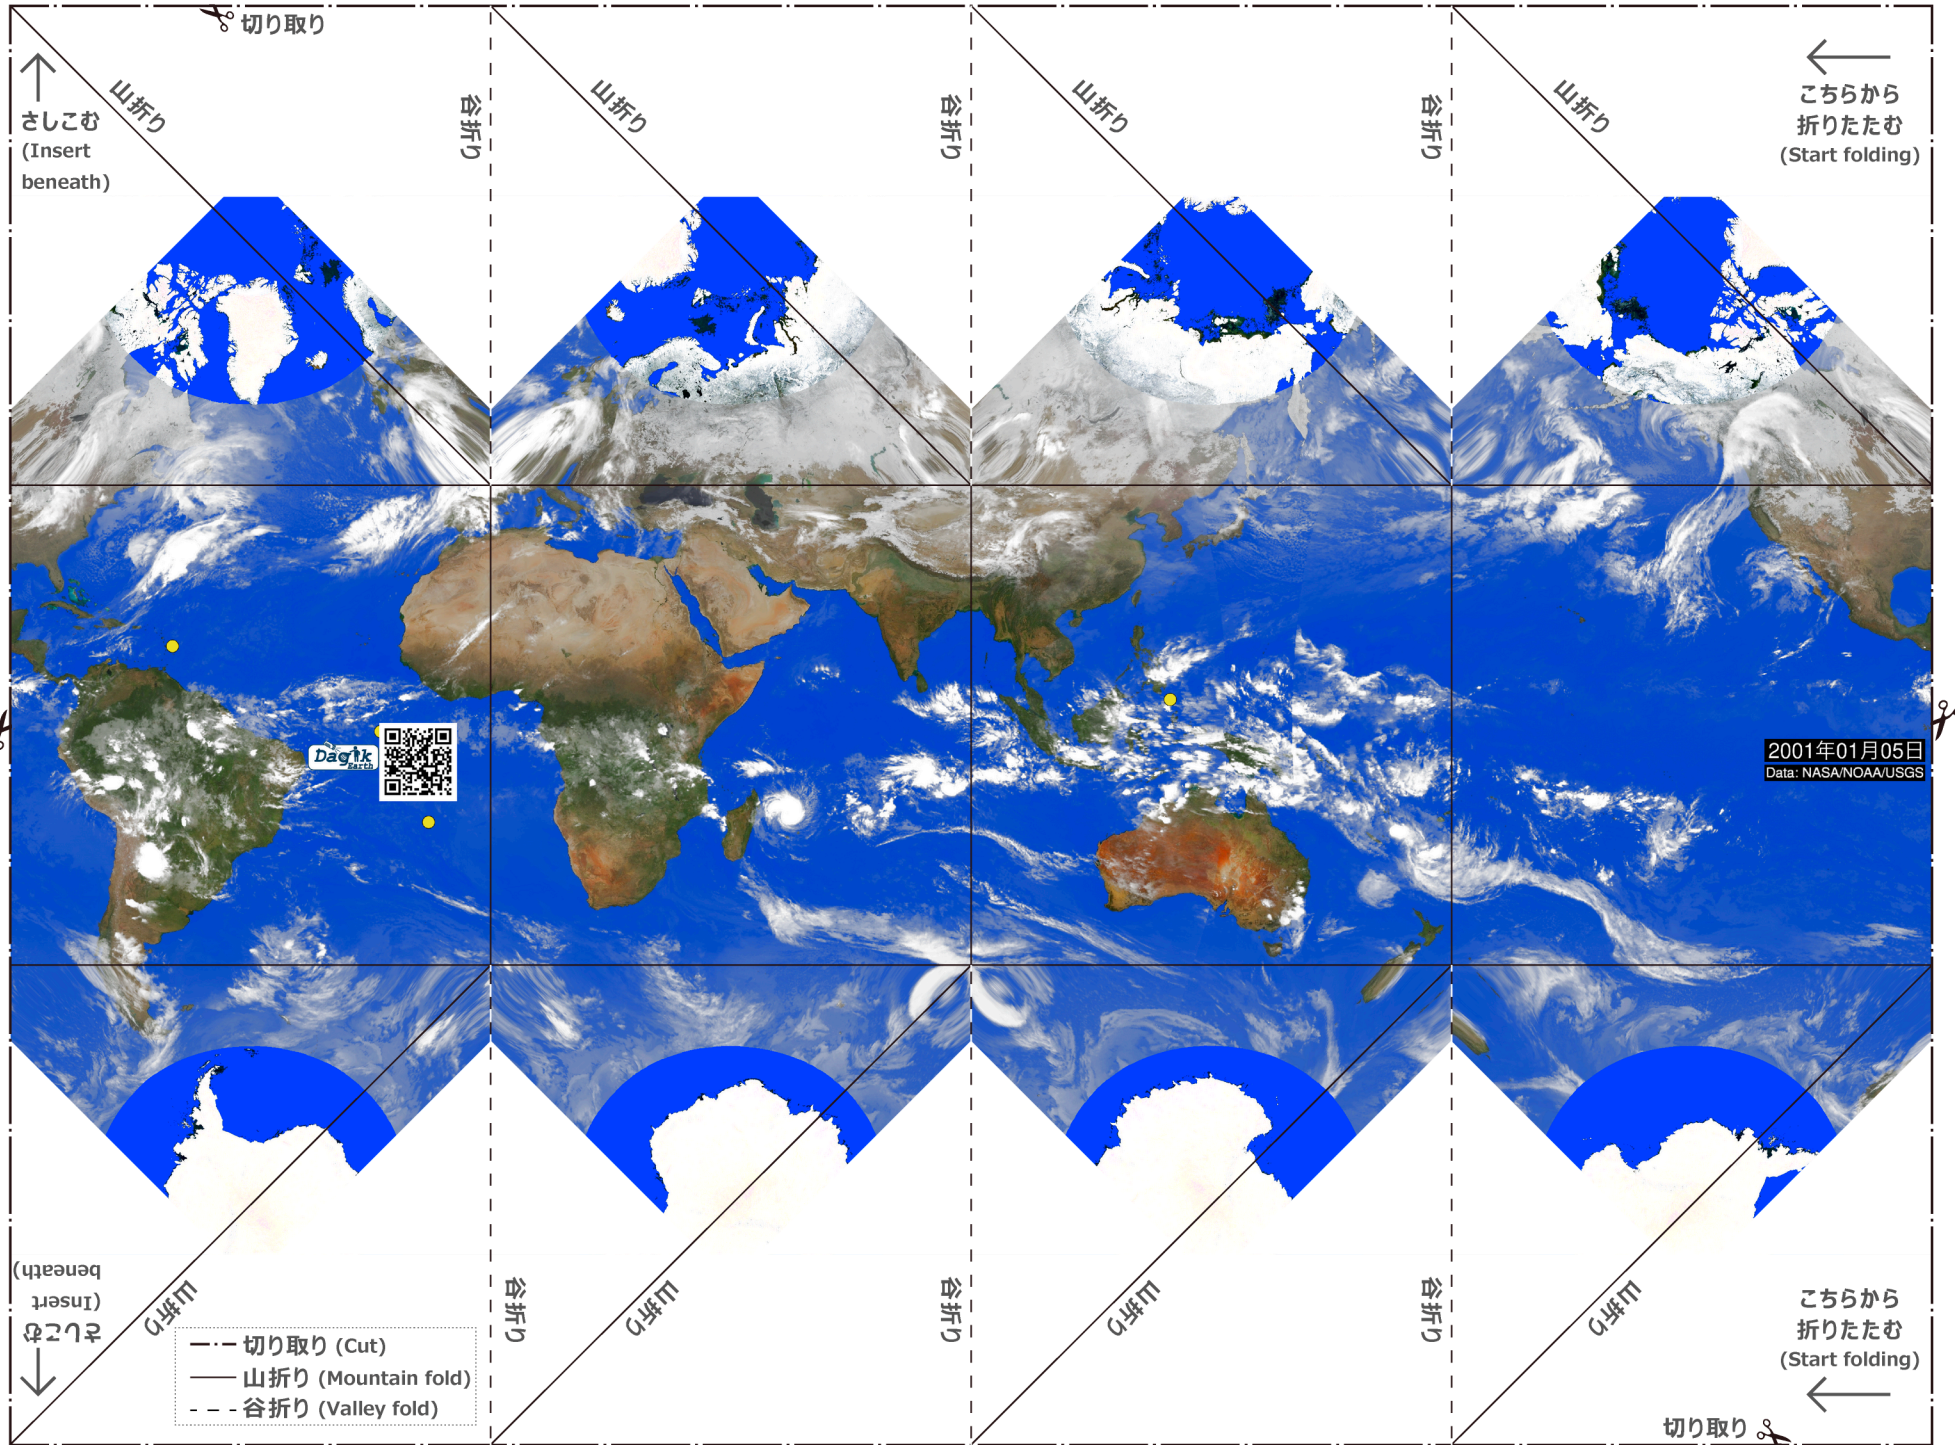 切り取り
さしこむ
(Insert
beneath)
山折り
谷折り
山折り
谷折り
山折り
谷折り
山折り
こちらから
折りたたむ
(Start folding)
Dagik
Earth
2001年01月05日
Data: NASA/NOAA/USGS
さしこむ
(Insert
beneath)
山折り
谷折り
山折り
谷折り
山折り
谷折り
山折り
こちらから
折りたたむ
(Start folding)
切り取り (Cut)
山折り (Mountain fold)
谷折り (Valley fold)
切り取り